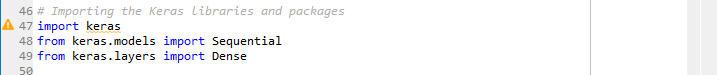 46 # Importing the Keras libraries and packages
47 import keras
48 from keras.models import Sequential
49 from keras.layers import Dense
50